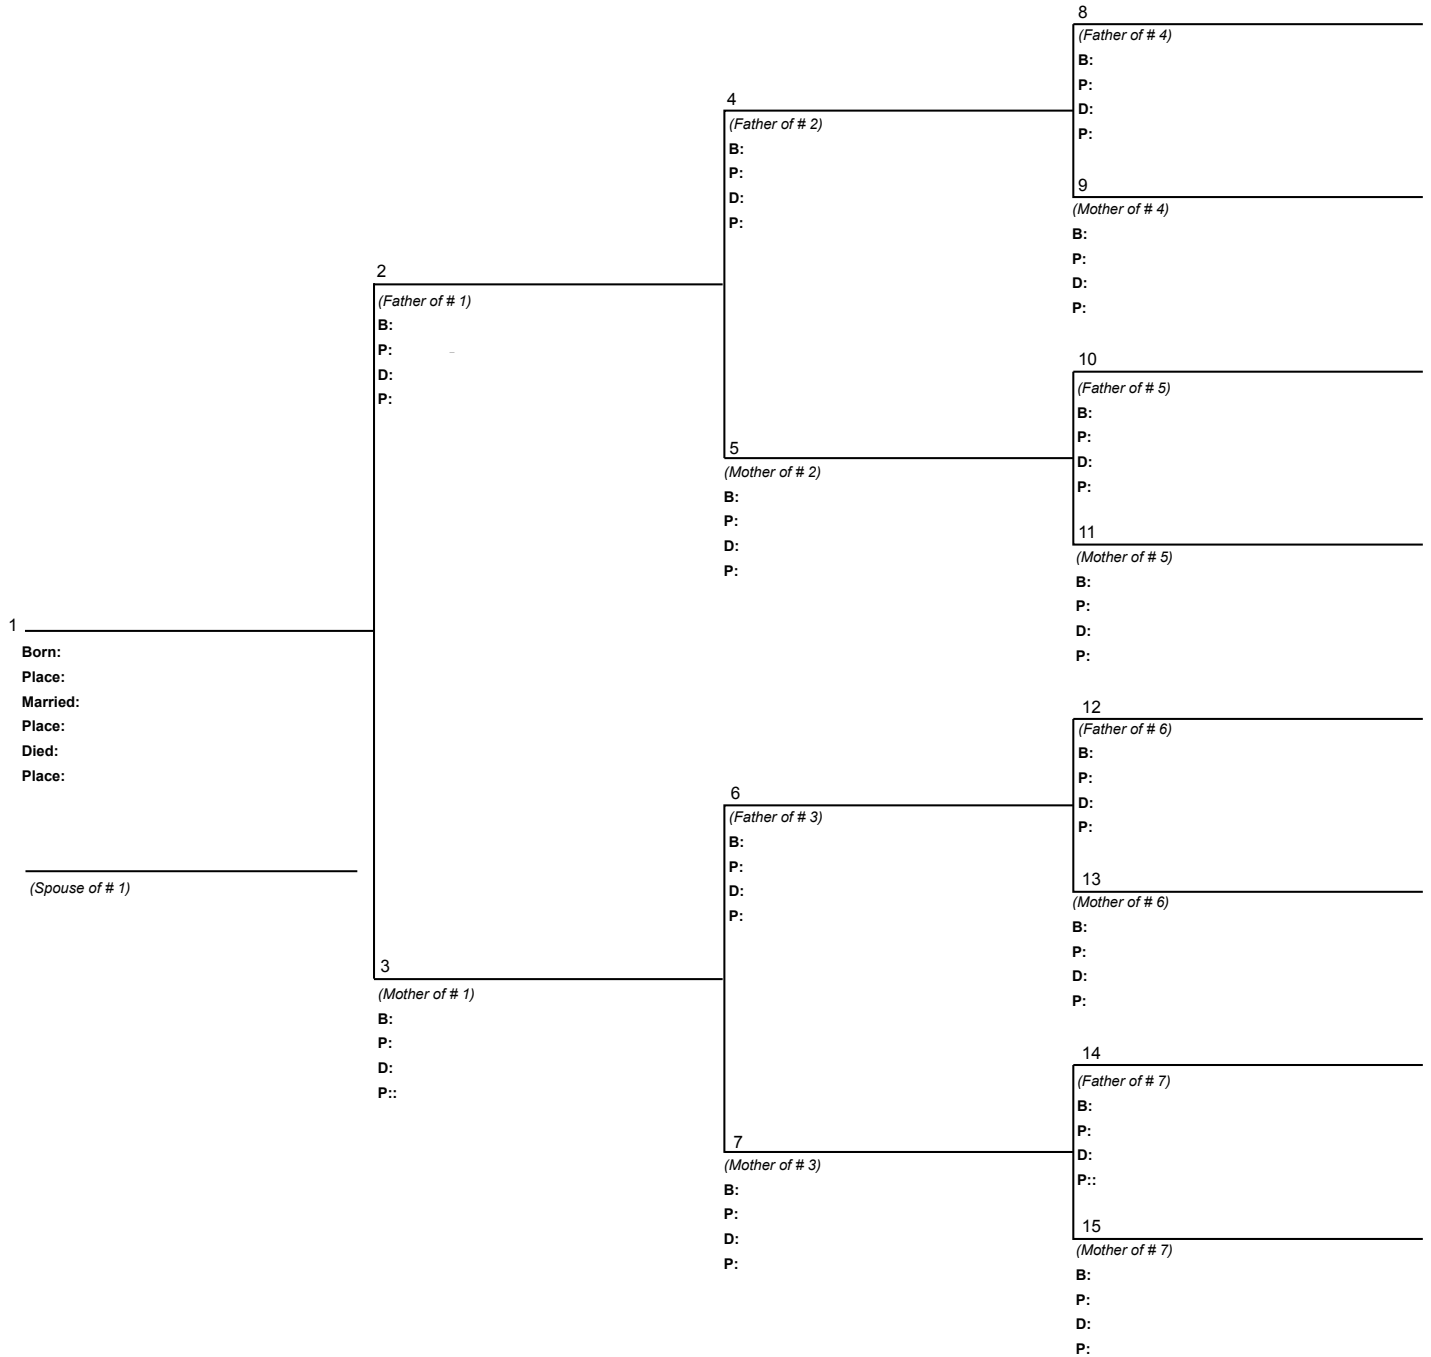 8
(Father of # 4)
B:
P:
D:
P:
4
(Father of # 2)
B:
P:
D:
P:
9
(Mother of # 4)
B:
P:
D:
P:
2
(Father of # 1)
B:
P:
D:
P:
10
(Father of # 5)
B:
P:
D:
P:
5
(Mother of # 2)
B:
P:
D:
P:
11
(Mother of # 5)
B:
P:
D:
P:
1
Born:
Place:
Married:
Place:
Died:
Place:
(Spouse of # 1)
12
(Father of # 6)
B:
P:
D:
P:
6
(Father of # 3)
B:
P:
D:
P:
13
(Mother of # 6)
B:
P:
D:
P:
3
(Mother of # 1)
B:
P:
D:
P::
14
(Father of # 7)
B:
P:
D:
P::
7
(Mother of # 3)
B:
P:
D:
P:
15
(Mother of # 7)
B:
P:
D:
P: